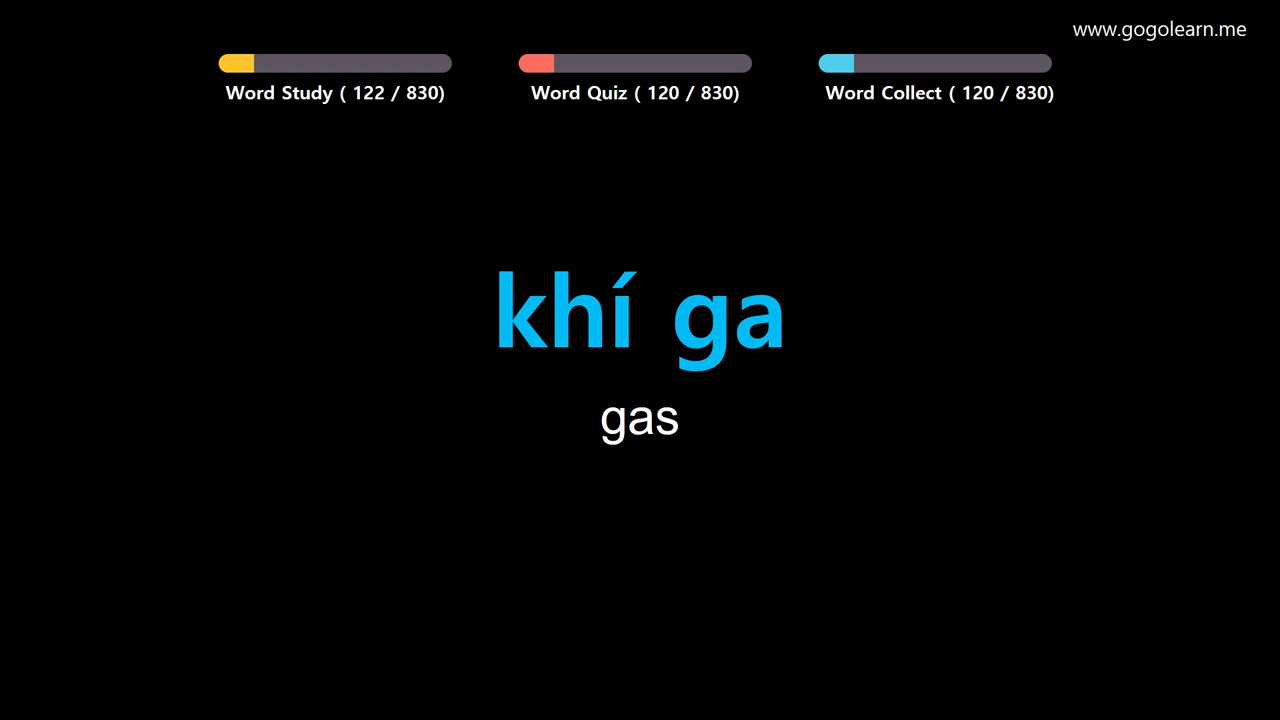 www.gogolearn.me
Word Study ( 122 / 830)
Word Quiz ( 120 / 830)
Word Collect ( 120 / 830)
khí ga
gas